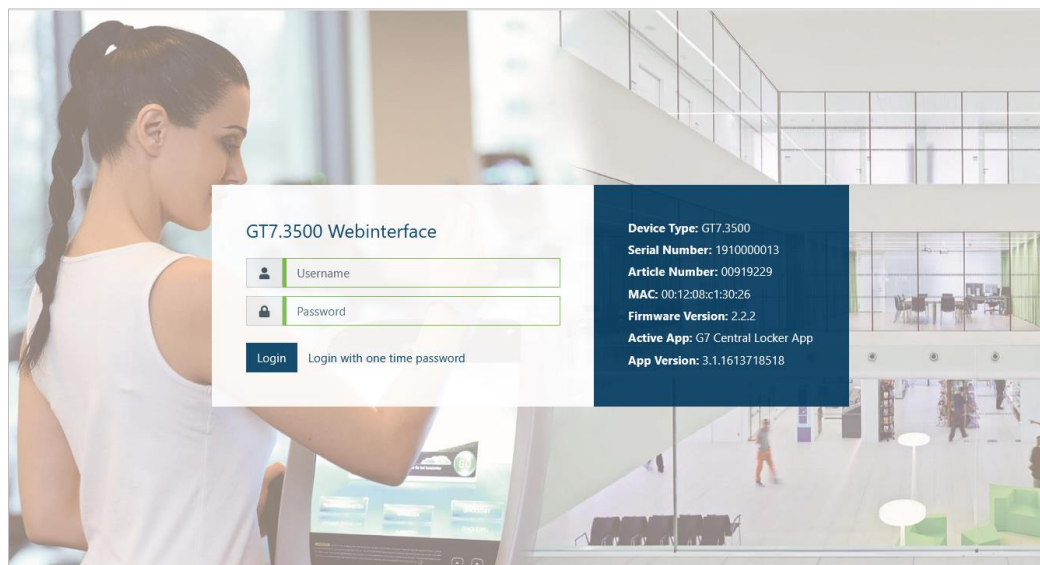 GT7.3500 Webinterface
Username
Password
Login Login with one time password
Device Type: GT7.3500
Serial Number: 1910000013
Article Number: 00919229
MAC: 00:12:08:c1:30:26
Firmware Version: 2.2.2
Active App: G7 Central Locker App
App Version: 3.1.1613718518